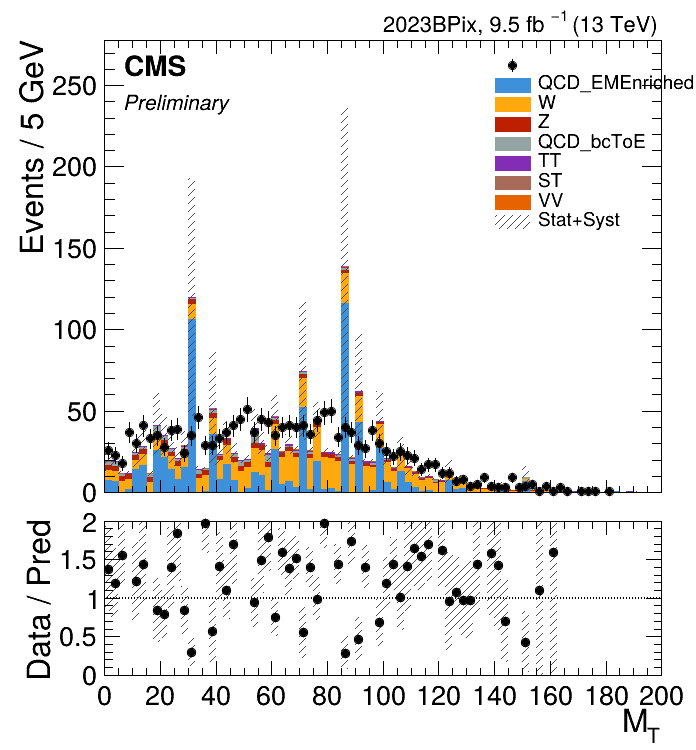 2023BPix, 9.5 fb⁻¹ (13 TeV)
CMS
Preliminary
QCD_EMEnriched
W
Z
QCD_bcToE
TT
ST
VV
Stat+Syst
Events / 5 GeV
250
200
150
100
50
0
Data / Pred
2
1.5
1
0.5
0
0 20 40 60 80 100 120 140 160 180 200
M_T